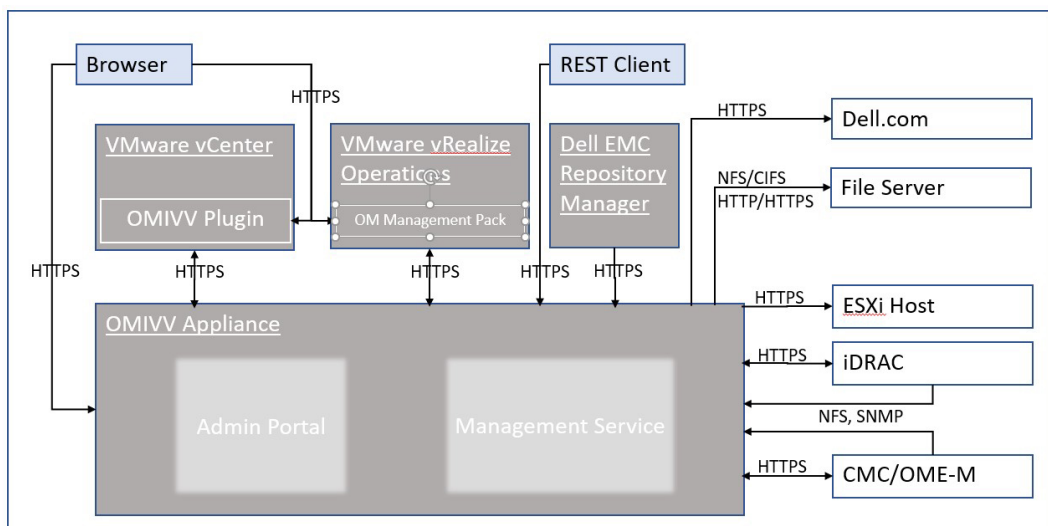 Browser
REST Client
HTTPS
HTTPS
Dell.com
VMware vCenter
VMware vRealize
Operations
Dell EMC
Repository
Manager
NFS/CIFS
HTTP/HTTPS
File Server
OMIVV Plugin
OM Management Pack
HTTPS
HTTPS
HTTPS
HTTPS
HTTPS
HTTPS
ESXi Host
OMIVV Appliance
HTTPS
iDRAC
NFS, SNMP
Admin Portal
Management Service
HTTPS
CMC/OME-M